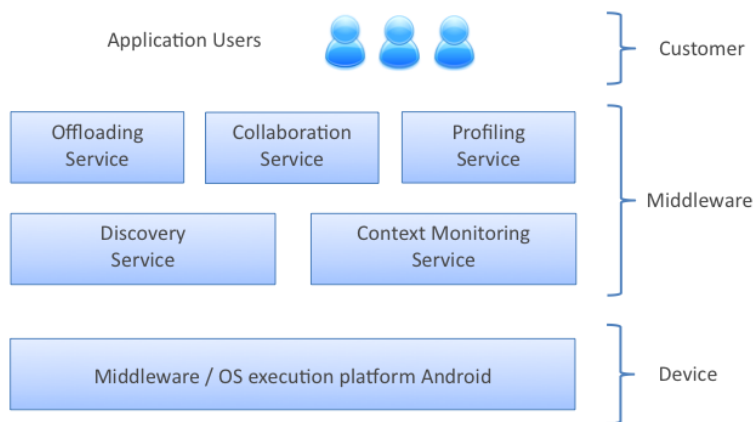 Application Users
Customer
Offloading
Service
Collaboration
Service
Profiling
Service
Middleware
Discovery
Service
Context Monitoring
Service
Middleware / OS execution platform Android
Device